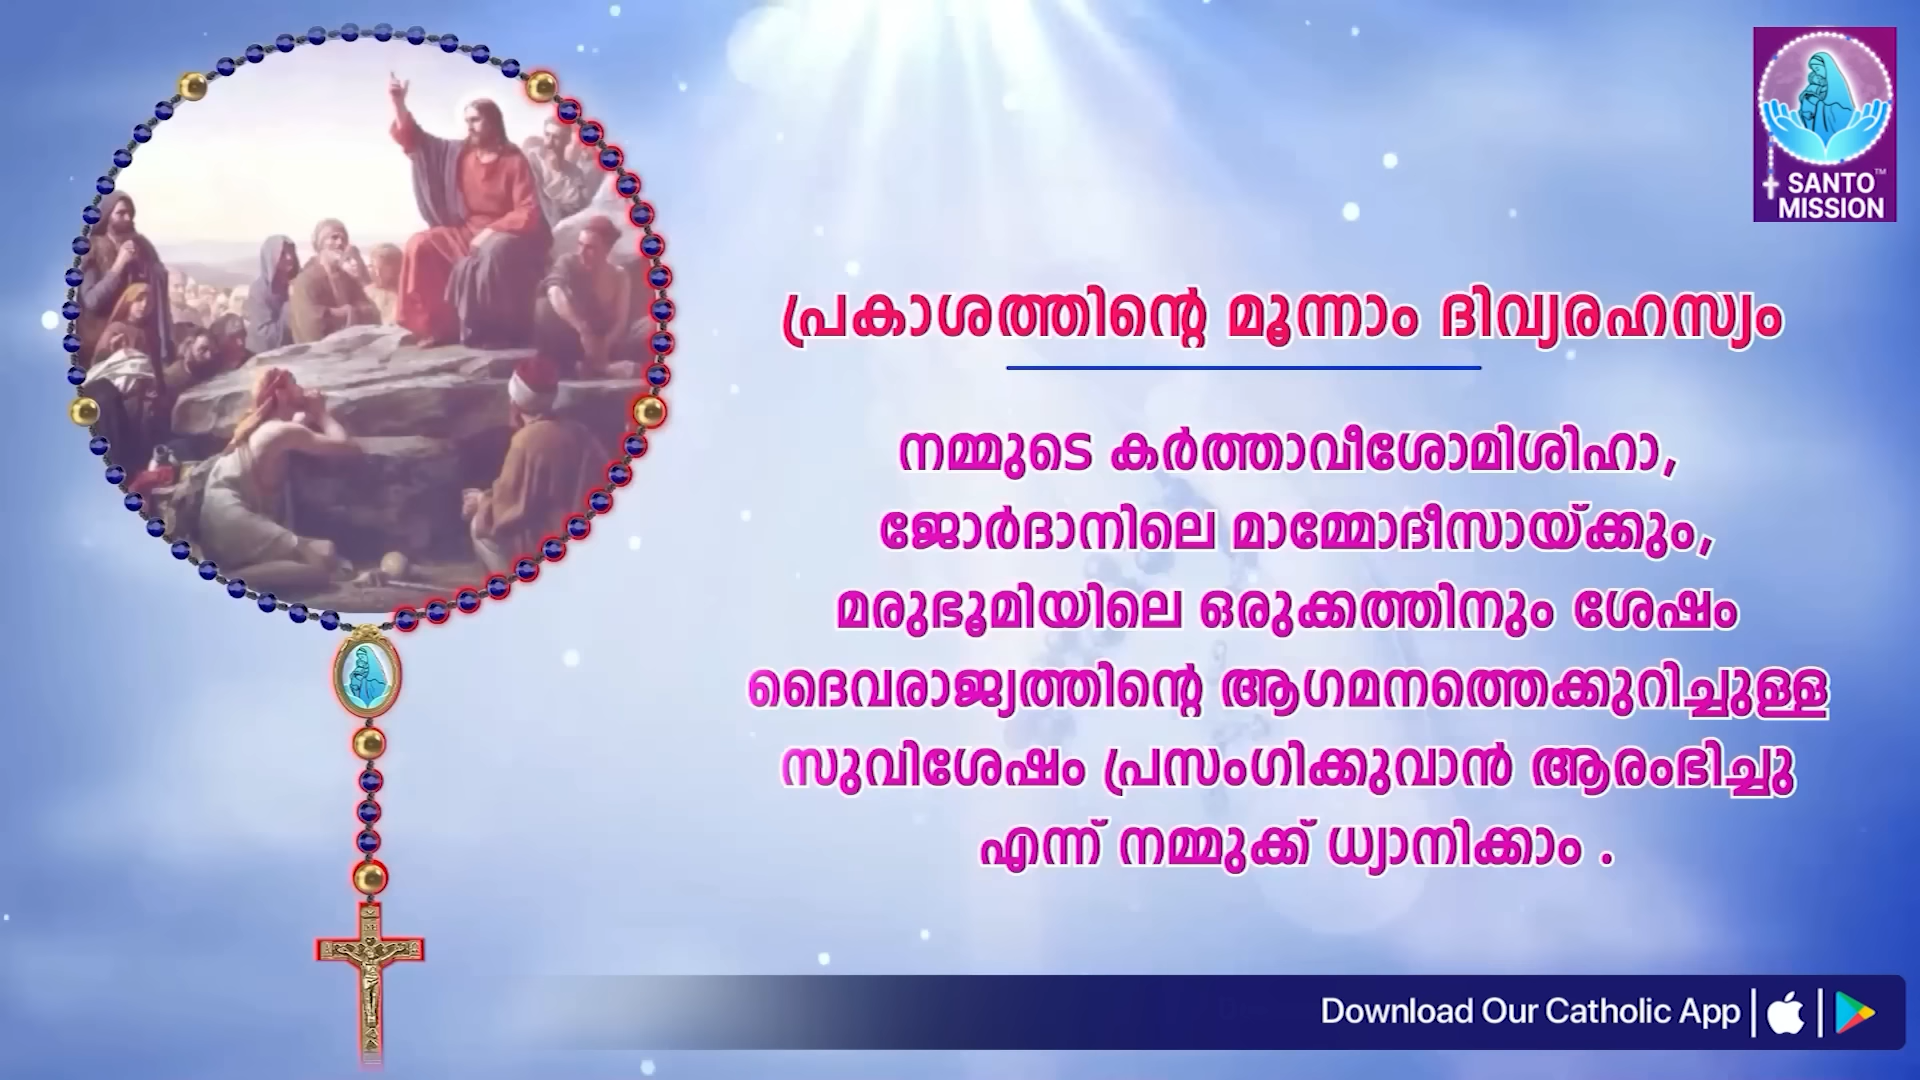 SANTO™
MISSION
പ്രകാശത്തിന്റെ മൂന്നാം ദിവ്യരഹസ്യം
നമ്മുടെ കർത്താവീശോമിശിഹാ,
ജോർദാനിലെ മാമ്മോദീസായ്ക്കും,
മരുഭൂമിയിലെ ഒരുക്കത്തിനും ശേഷം
ദൈവരാജ്യത്തിന്റെ ആഗമനത്തെക്കുറിച്ചുള്ള
സുവിശേഷം പ്രസംഗിക്കുവാൻ ആരംഭിച്ചു
എന്ന് നമ്മുക്ക് ധ്യാനിക്കാം .
Download Our Catholic App